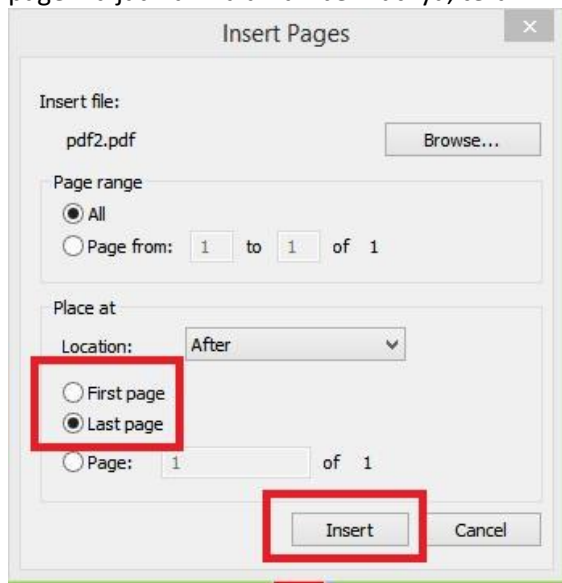 Insert Pages
Insert file:
pdf2.pdf
Browse...
Page range
All
Page from: 1 to 1 of 1
Place at
Location: After
First page
Last page
Page: 1 of 1
Insert Cancel